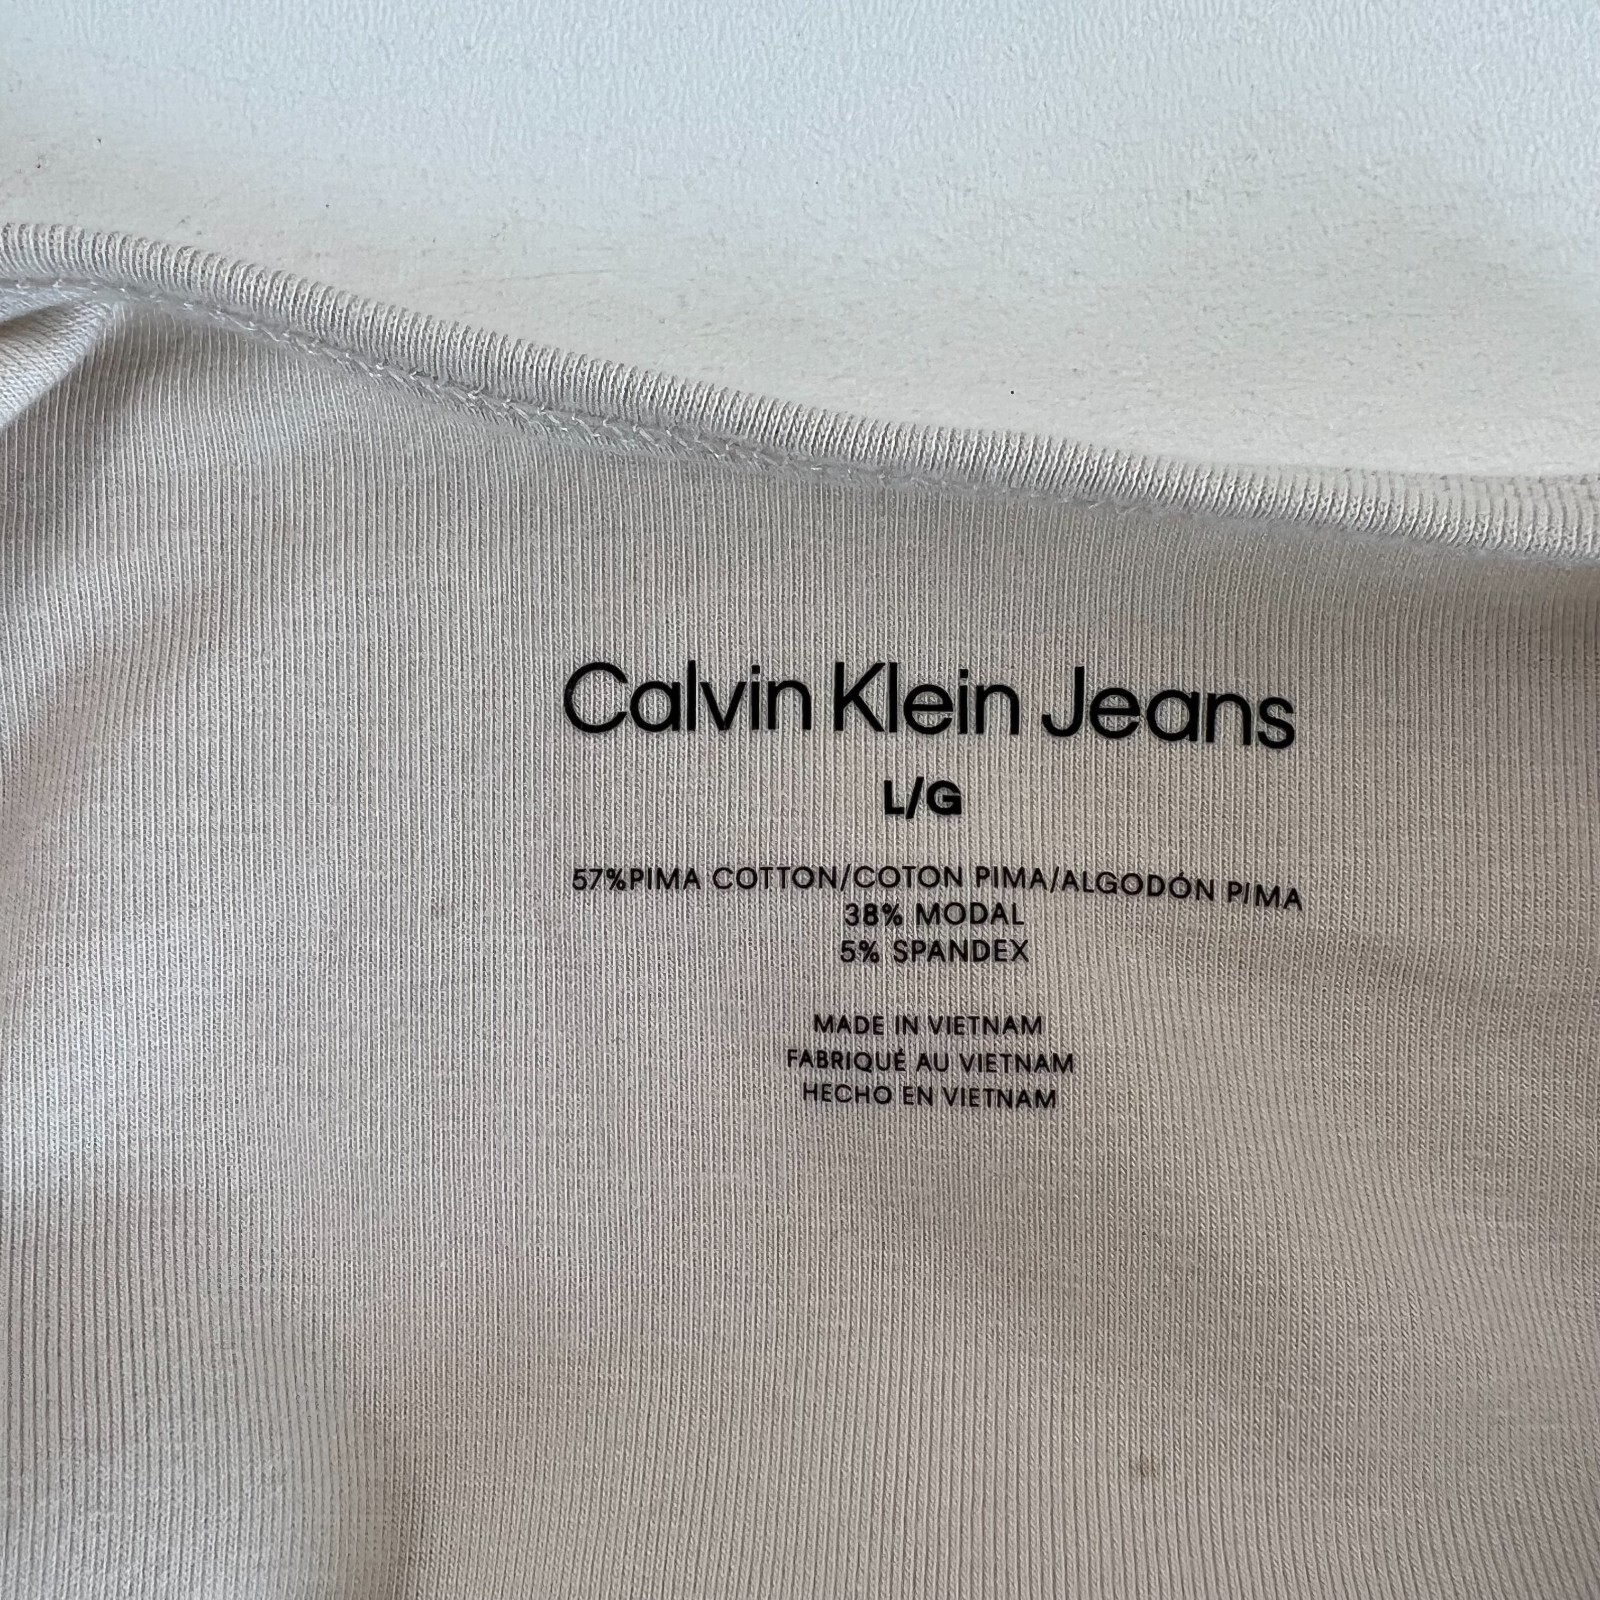 Calvin Klein Jeans
L/G
57%PIMA COTTON/COTON PIMA/ALGODÓN PIMA
38% MODAL
5% SPANDEX
MADE IN VIETNAM
FABRIQUÉ AU VIETNAM
HECHO EN VIETNAM